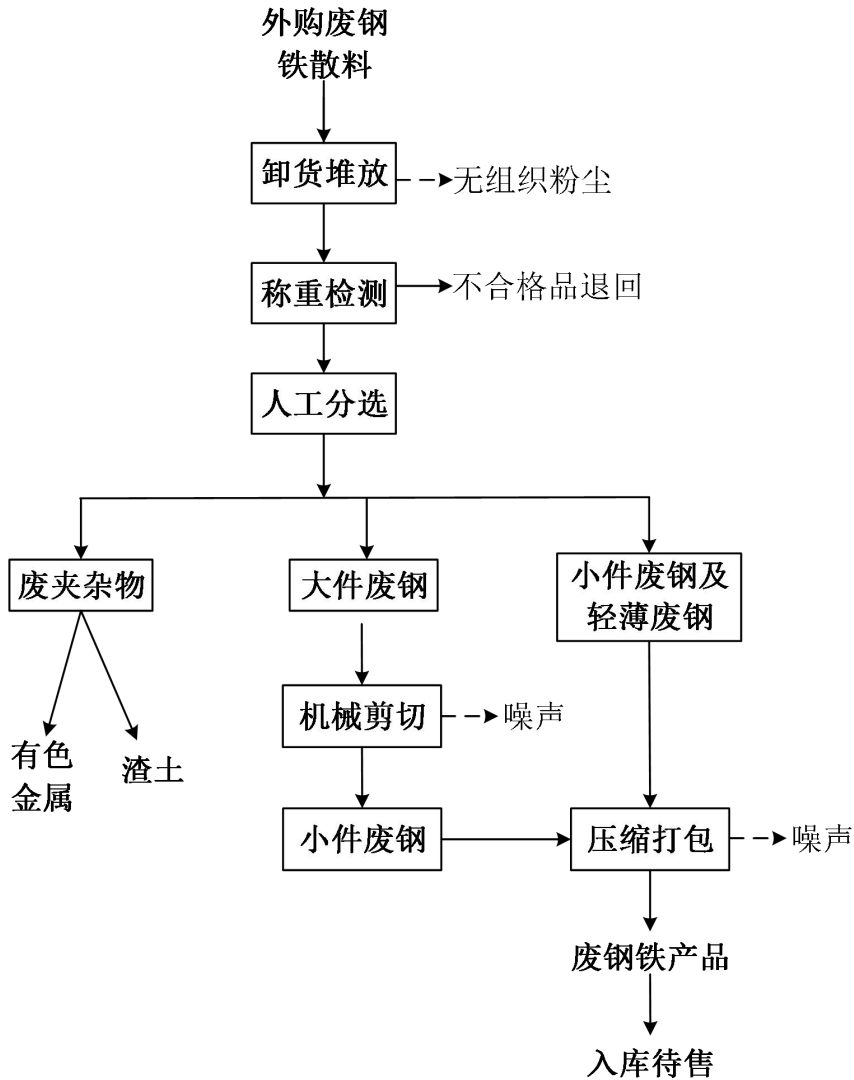 外购废钢
铁散料
卸货堆放
无组织粉尘
称重检测
不合格品退回
人工分选
废夹杂物
大件废钢
小件废钢及
轻薄废钢
机械剪切
噪声
有色
金属
渣土
小件废钢
压缩打包
噪声
废钢铁产品
入库待售